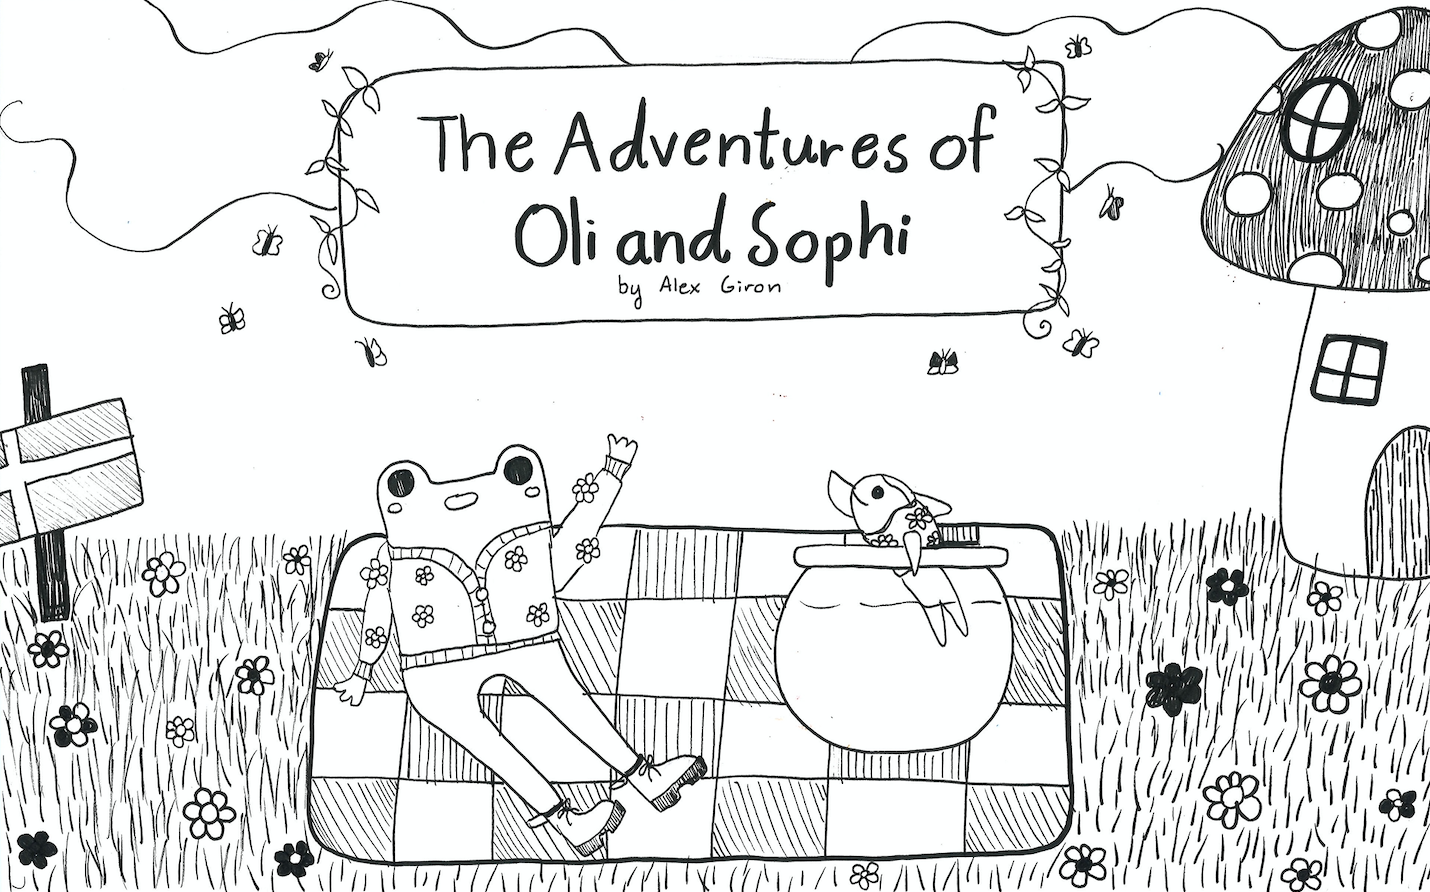 The Adventures of
Oli and Sophi
by Alex Giron